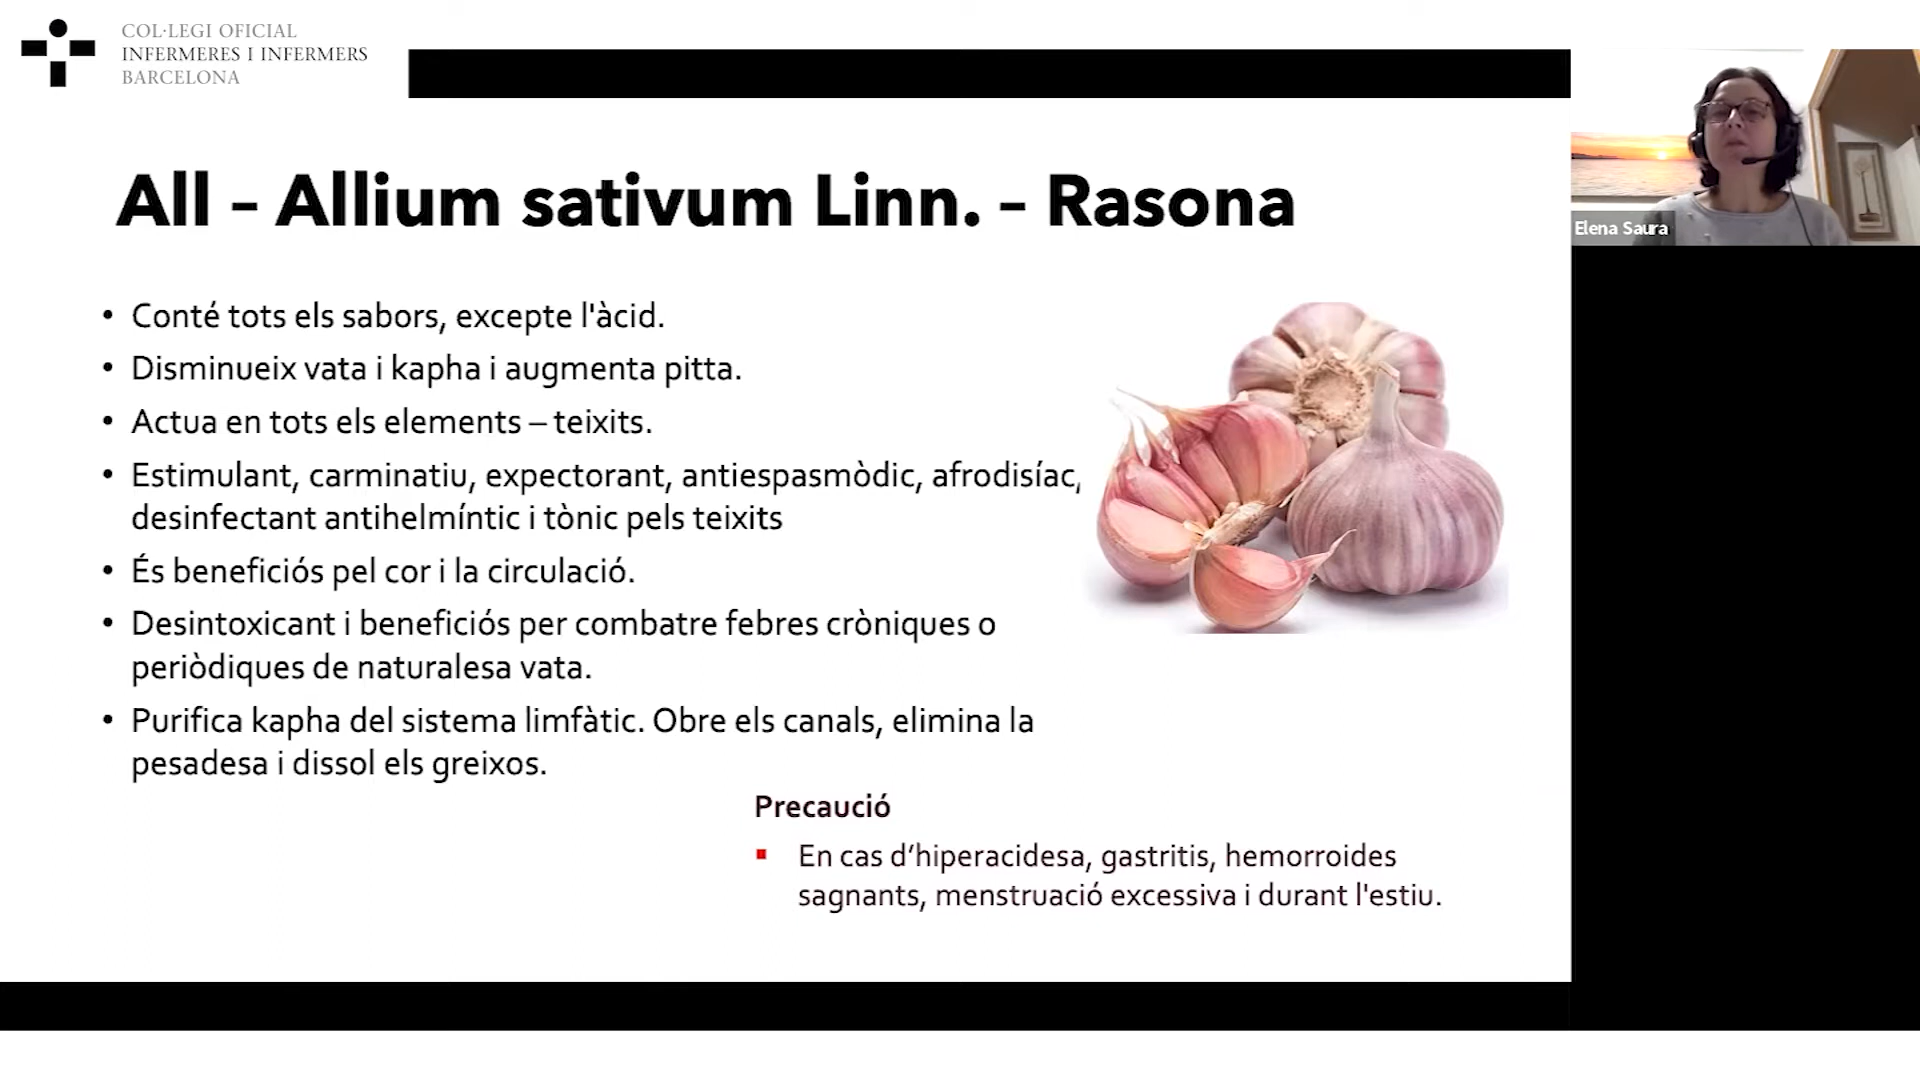 COL·LEGI OFICIAL
INFERMERES I INFERMERS
BARCELONA
All – Allium sativum Linn. – Rasona
• Conté tots els sabors, excepte l'àcid.
• Disminueix vata i kapha i augmenta pitta.
• Actua en tots els elements – teixits.
• Estimulant, carminatiu, expectorant, antiespasmòdic, afrodisíac,
desinfectant antihelmíntic i tònic pels teixits
• És beneficiós pel cor i la circulació.
• Desintoxicant i beneficiós per combatre febres cròniques o
periòdiques de naturalesa vata.
• Purifica kapha del sistema limfàtic. Obre els canals, elimina la
pesadesa i dissol els greixos.
Precaució
▪ En cas d’hiperacidesa, gastritis, hemorroides
sagnants, menstruació excessiva i durant l'estiu.
Elena Saura